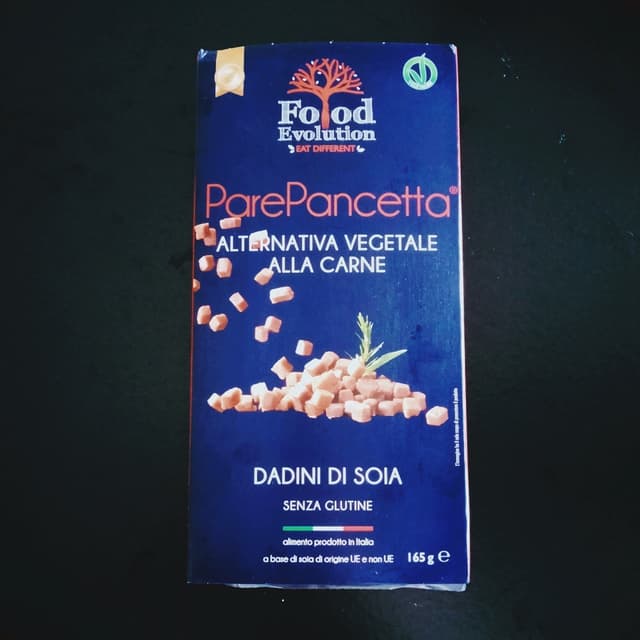 Food
Evolution
EAT DIFFERENT
ParePancetta®
ALTERNATIVA VEGETALE
ALLA CARNE
DADINI DI SOIA
SENZA GLUTINE
alimento prodotto in Italia
a base di soia di origine UE e non UE
165 g e